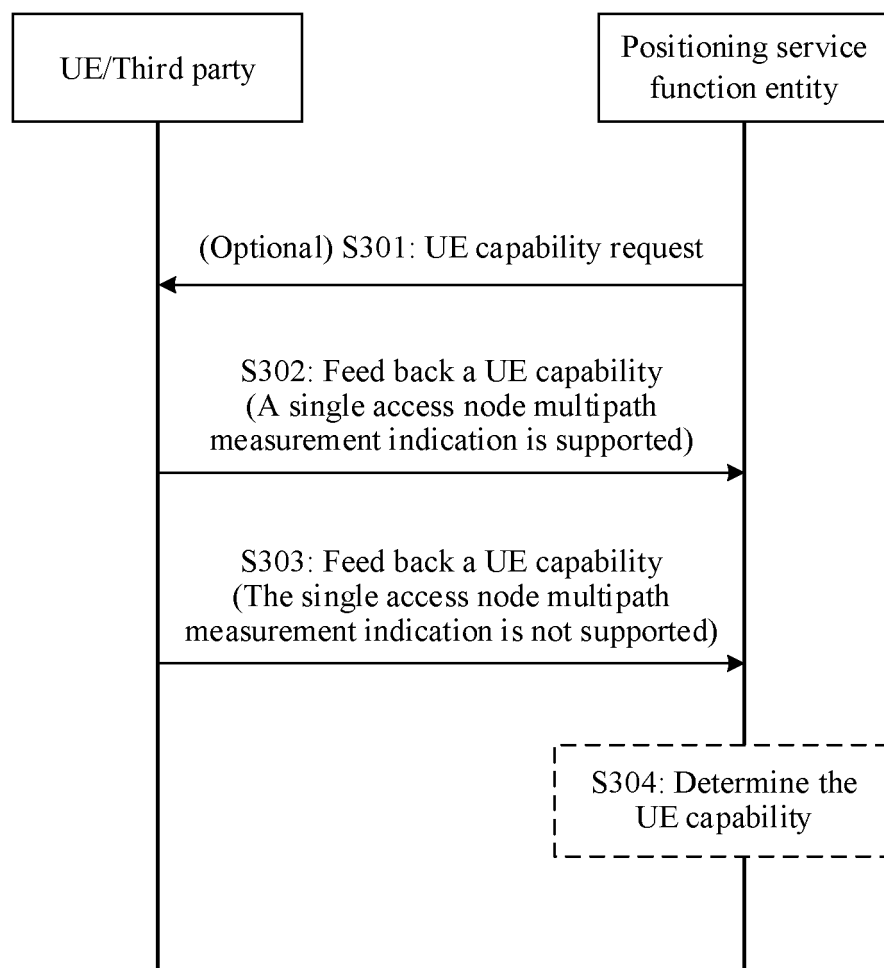 UE/Third party
Positioning service
function entity
(Optional) S301: UE capability request
S302: Feed back a UE capability
(A single access node multipath
measurement indication is supported)
S303: Feed back a UE capability
(The single access node multipath
measurement indication is not supported)
S304: Determine the
UE capability